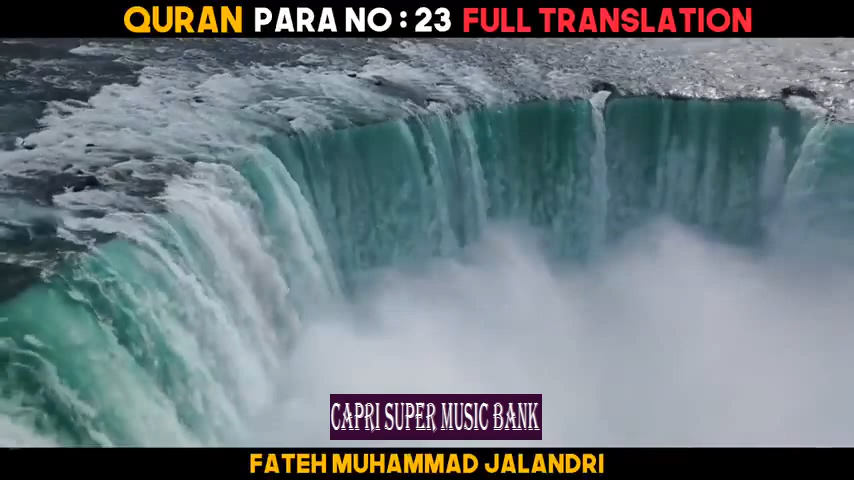 QURAN PARA NO : 23 FULL TRANSLATION
CAPRI SUPER MUSIC BANK
FATEH MUHAMMAD JALANDRI